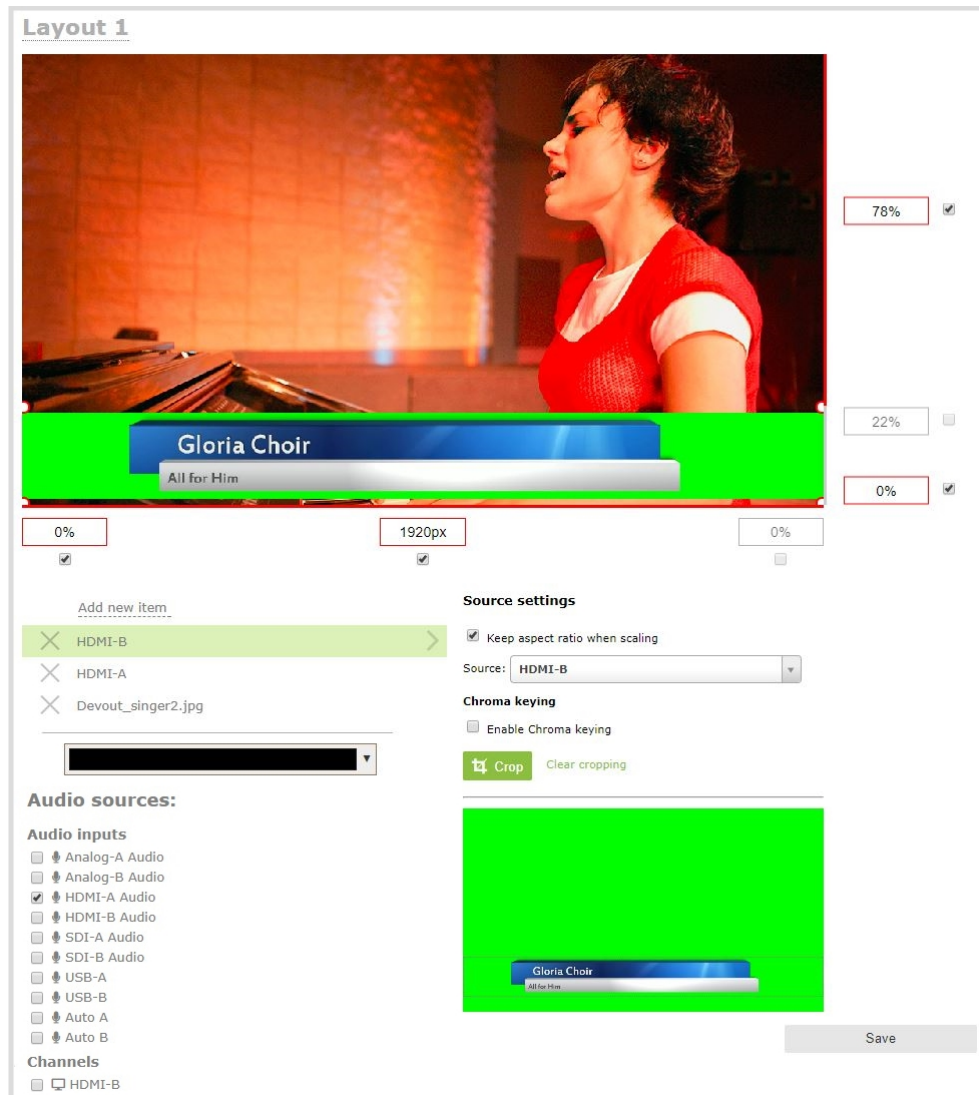 Layout 1
78%
Gloria Choir
All for Him
22%
0%
0%
1920px
0%
Add new item
HDMI-B
HDMI-A
Devout_singer2.jpg
Audio sources:
Audio inputs
Analog-A Audio
Analog-B Audio
HDMI-A Audio
HDMI-B Audio
SDI-A Audio
SDI-B Audio
USB-A
USB-B
Auto A
Auto B
Channels
HDMI-B
Source settings
Keep aspect ratio when scaling
Source: HDMI-B
Chroma keying
Enable Chroma keying
Crop Clear cropping
Gloria Choir
All for Him
Save